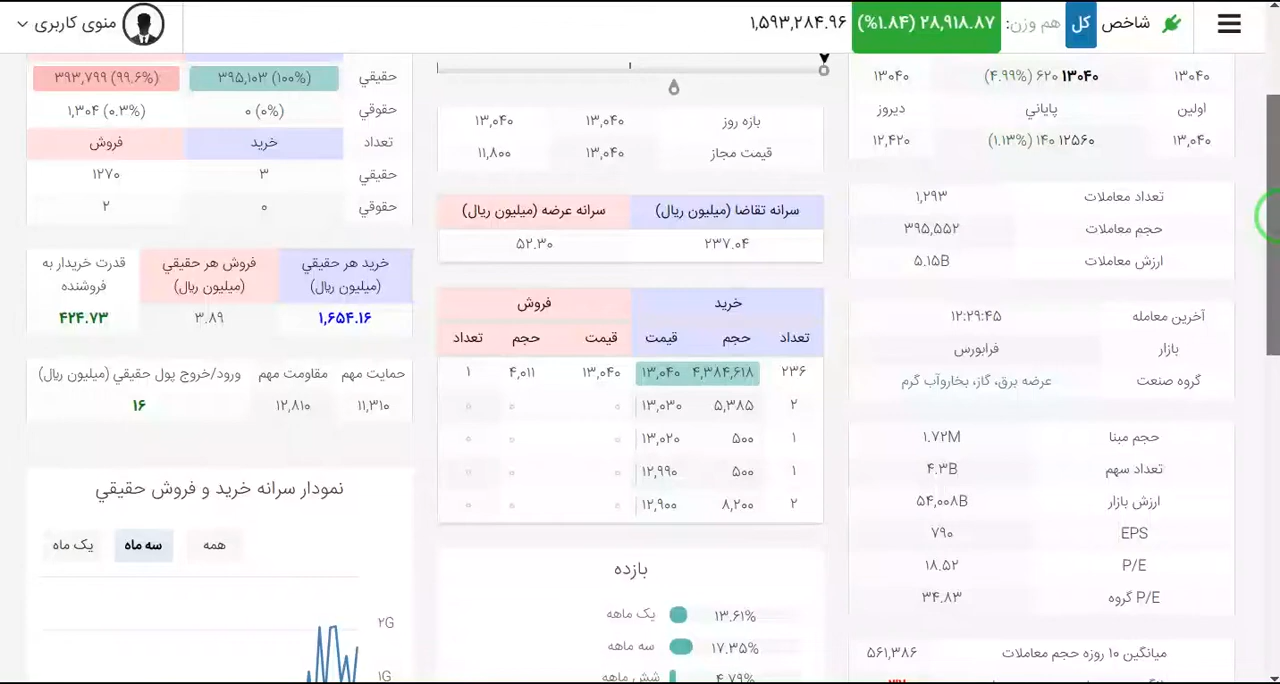 شاخص کل هم وزن: ۲۸,۹۱۸.۸۷ (%۱.۸۴) ۱,۵۹۳,۲۸۴.۹۶
منوی کاربری
۱۳۰۴۰ ۱۳۰۴۰ ۶۲۰ (۴.۹۹%) ۱۳۰۴۰
اولین پایانی دیروز
۱۳,۰۴۰ ۱۲۵۶۰ ۱۴۰ (۱.۱۳%) ۱۲,۴۲۰
تعداد معاملات ۱,۲۹۳
حجم معاملات ۳۹۵,۵۵۲
ارزش معاملات ۵.۱۵B
آخرین معامله ۱۲:۲۹:۴۵
بازار فرابورس
گروه صنعت عرضه برق، گاز، بخاروآب گرم
حجم مبنا ۱.۷۲M
تعداد سهم ۴.۳B
ارزش بازار ۵۴,۰۰۸B
EPS ۷۹۰
P/E ۱۸.۵۲
P/E گروه ۳۴.۸۳
میانگین ۱۰ روزه حجم معاملات ۵۶۱,۳۸۶
بازه روز ۱۳,۰۴۰ ۱۳,۰۴۰
قیمت مجاز ۱۳,۰۴۰ ۱۱,۸۰۰
سرانه تقاضا (میلیون ریال) سرانه عرضه (میلیون ریال)
۲۳۷.۰۴ ۵۲.۳۰
خرید فروش
تعداد حجم قیمت قیمت حجم تعداد
۲۳۶ ۴,۳۸۴,۶۱۸ ۱۳,۰۴۰ ۱۳,۰۴۰ ۴,۰۱۱ ۱
۲ ۵,۳۸۵ ۱۳,۰۳۰ ۰ ۰ ۰
۱ ۵۰۰ ۱۳,۰۲۰ ۰ ۰ ۰
۱ ۵۰۰ ۱۲,۹۹۰ ۰ ۰ ۰
۲ ۸,۲۰۰ ۱۲,۹۰۰ ۰ ۰ ۰
بازده
یک ماهه ۱۳.۶۱%
سه ماهه ۱۷.۳۵%
شش ماهه ۴.۷۹%
حقیقی ۳۹۵,۱۰۳ (۱۰۰%) ۳۹۳,۷۹۹ (۹۹.۶%)
حقوقی ۰ (۰%) ۱,۳۰۴ (۰.۳%)
تعداد خرید فروش
حقیقی ۳ ۱۲۷۰
حقوقی ۰ ۲
خرید هر حقیقی (میلیون ریال) فروش هر حقیقی (میلیون ریال) قدرت خریدار به فروشنده
۱,۶۵۴.۱۶ ۳.۸۹ ۴۲۴.۷۳
حمایت مهم مقاومت مهم ورود/خروج پول حقیقی (میلیون ریال)
۱۱,۳۱۰ ۱۲,۸۱۰ ۱۶
نمودار سرانه خرید و فروش حقیقی
همه سه ماه یک ماه
۲G
۱G